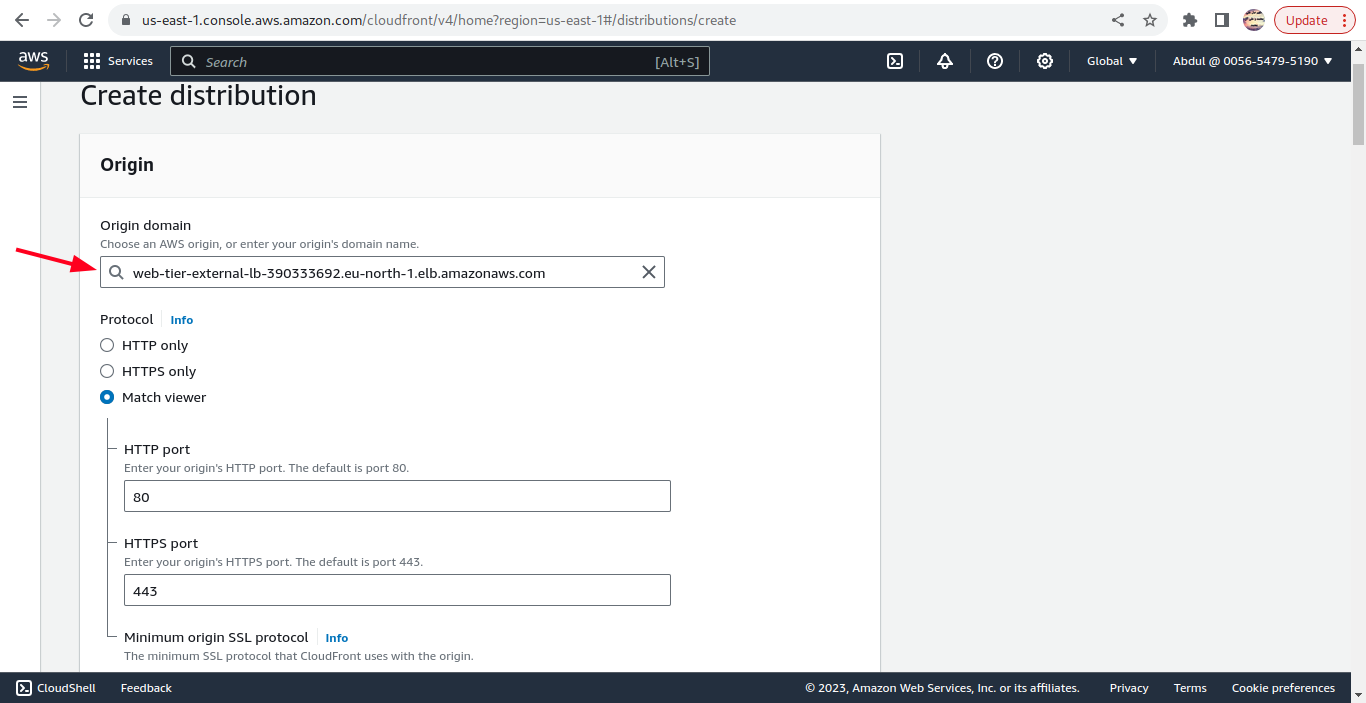 us-east-1.console.aws.amazon.com/cloudfront/v4/home?region=us-east-1#/distributions/create
Update
aws
Services
Search
[Alt+S]
Global
Abdul @ 0056-5479-5190
Create distribution
Origin
Origin domain
Choose an AWS origin, or enter your origin's domain name.
web-tier-external-lb-390333692.eu-north-1.elb.amazonaws.com
Protocol
Info
HTTP only
HTTPS only
Match viewer
HTTP port
Enter your origin's HTTP port. The default is port 80.
80
HTTPS port
Enter your origin's HTTPS port. The default is port 443.
443
Minimum origin SSL protocol
Info
The minimum SSL protocol that CloudFront uses with the origin.
CloudShell
Feedback
© 2023, Amazon Web Services, Inc. or its affiliates.
Privacy
Terms
Cookie preferences